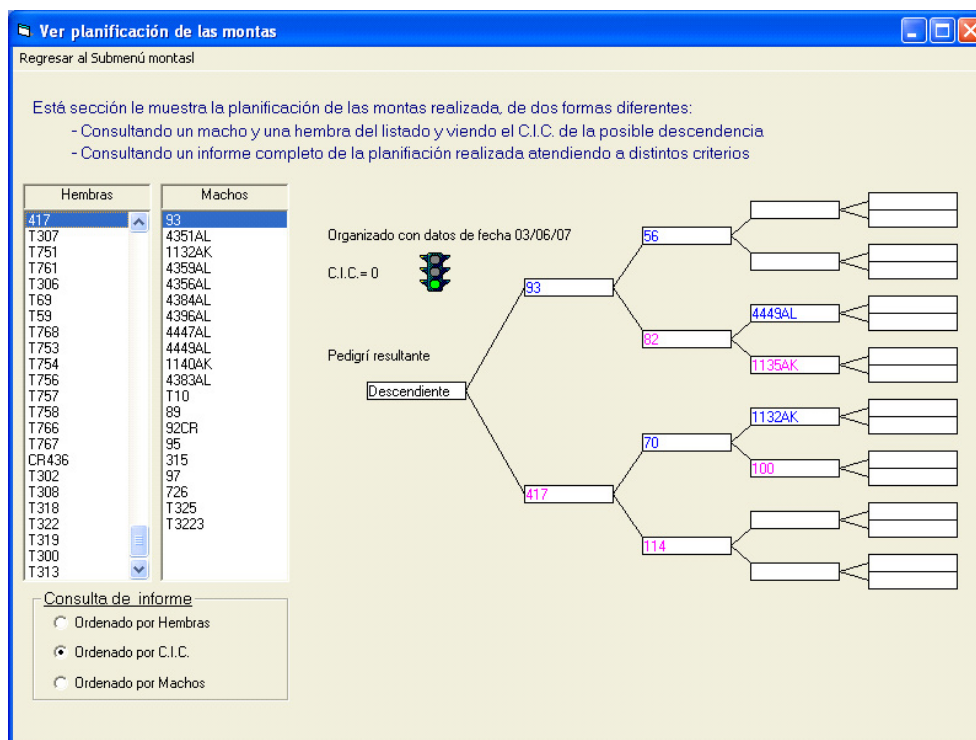 Ver planificación de las montas
Regresar al Submenú montasl
Está sección le muestra la planificación de las montas realizada, de dos formas diferentes:
- Consultando un macho y una hembra del listado y viendo el C.I.C. de la posible descendencia
- Consultando un informe completo de la planifiación realizada atendiendo a distintos criterios
Hembras
417
T307
T751
T761
T306
T69
T59
T768
T753
T754
T756
T757
T758
T766
T767
CR436
T302
T308
T318
T322
T319
T300
T313
Machos
93
4351AL
1132AK
4359AL
4356AL
4384AL
4396AL
4447AL
4449AL
1140AK
4383AL
T10
89
92CR
95
315
97
726
T325
T3223
Organizado con datos de fecha 03/06/07
C.I.C.= 0
Pedigrí resultante
Descendiente
93
417
56
82
70
114
4449AL
1135AK
1132AK
100
Consulta de informe
Ordenado por Hembras
Ordenado por C.I.C.
Ordenado por Machos